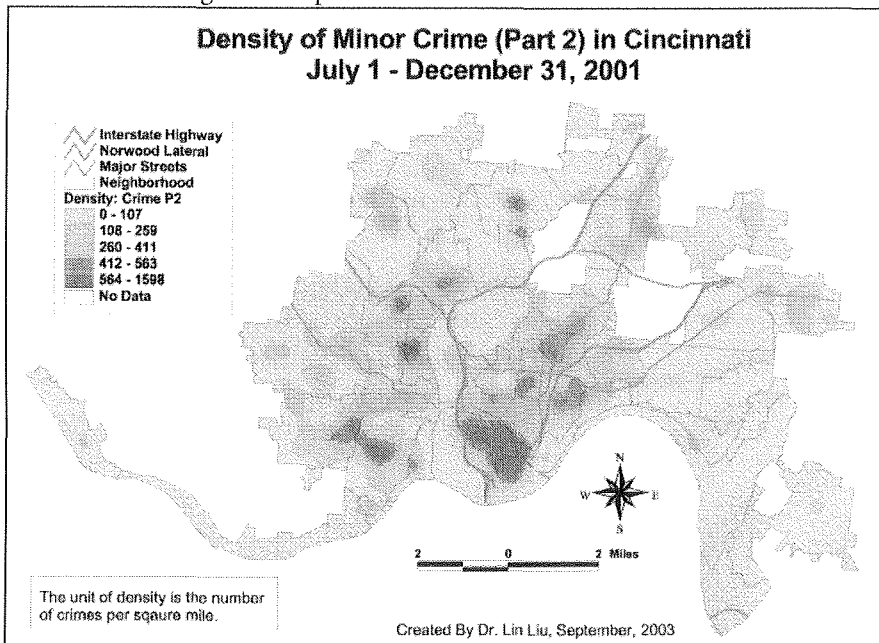 Density of Minor Crime (Part 2) in Cincinnati
July 1 - December 31, 2001
Interstate Highway
Norwood Lateral
Major Streets
Neighborhood
Density: Crime P2
0 - 107
108 - 259
260 - 411
412 - 563
564 - 1598
No Data
N
W E
S
2 0 2 Miles
The unit of density is the number
of crimes per sqaure mile.
Created By Dr. Lin Liu, September, 2003